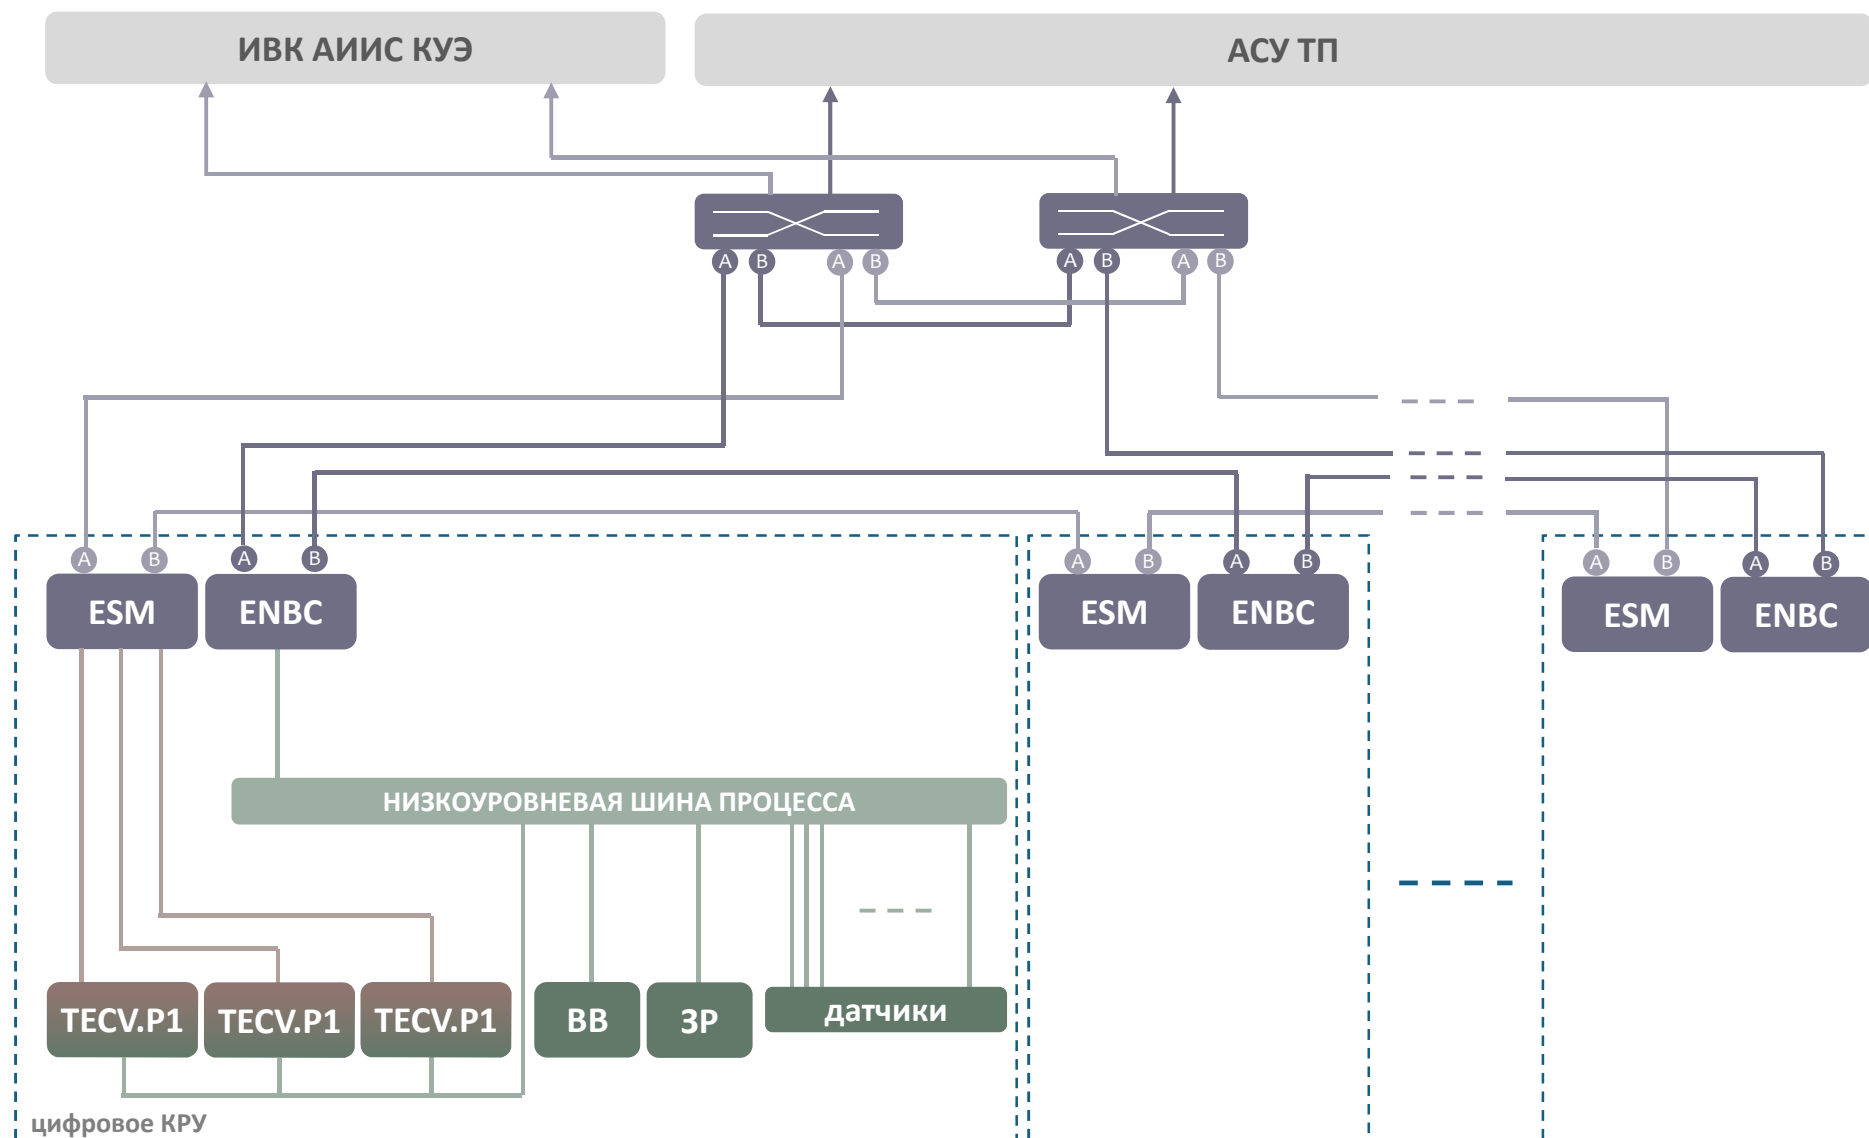 ИВК АИИС КУЭ
АСУ ТП
A B A B
A B A B
A B A B
A B A B
A B A B
ESM ENBC
ESM ENBC
ESM ENBC
НИЗКОУРОВНЕВАЯ ШИНА ПРОЦЕССА
TECV.P1 TECV.P1 TECV.P1 ВВ ЗР датчики
цифровое КРУ